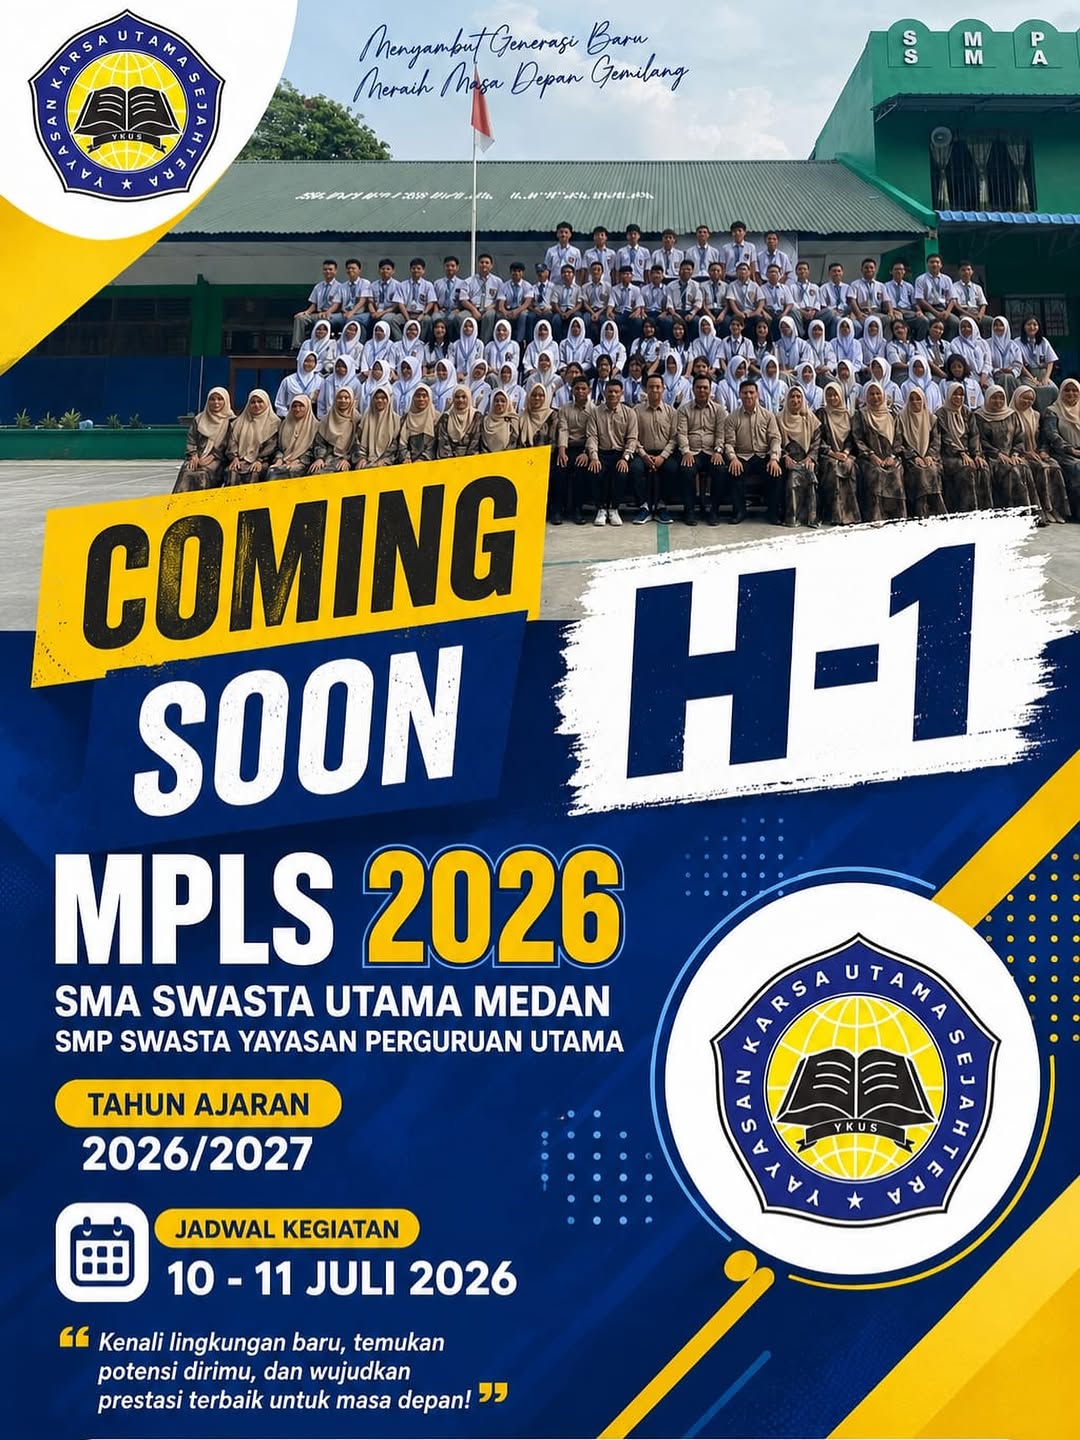 YAYASAN KARSA UTAMA SEJAHTERA
YKUS
Menyambut Generasi Baru
Meraih Masa Depan Gemilang
S M P
S M A
COMING
SOON
H-1
MPLS 2026
SMA SWASTA UTAMA MEDAN
SMP SWASTA YAYASAN PERGURUAN UTAMA
TAHUN AJARAN
2026/2027
JADWAL KEGIATAN
10 - 11 JULI 2026
“ Kenali lingkungan baru, temukan
potensi dirimu, dan wujudkan
prestasi terbaik untuk masa depan! ”
YAYASAN KARSA UTAMA SEJAHTERA
YKUS